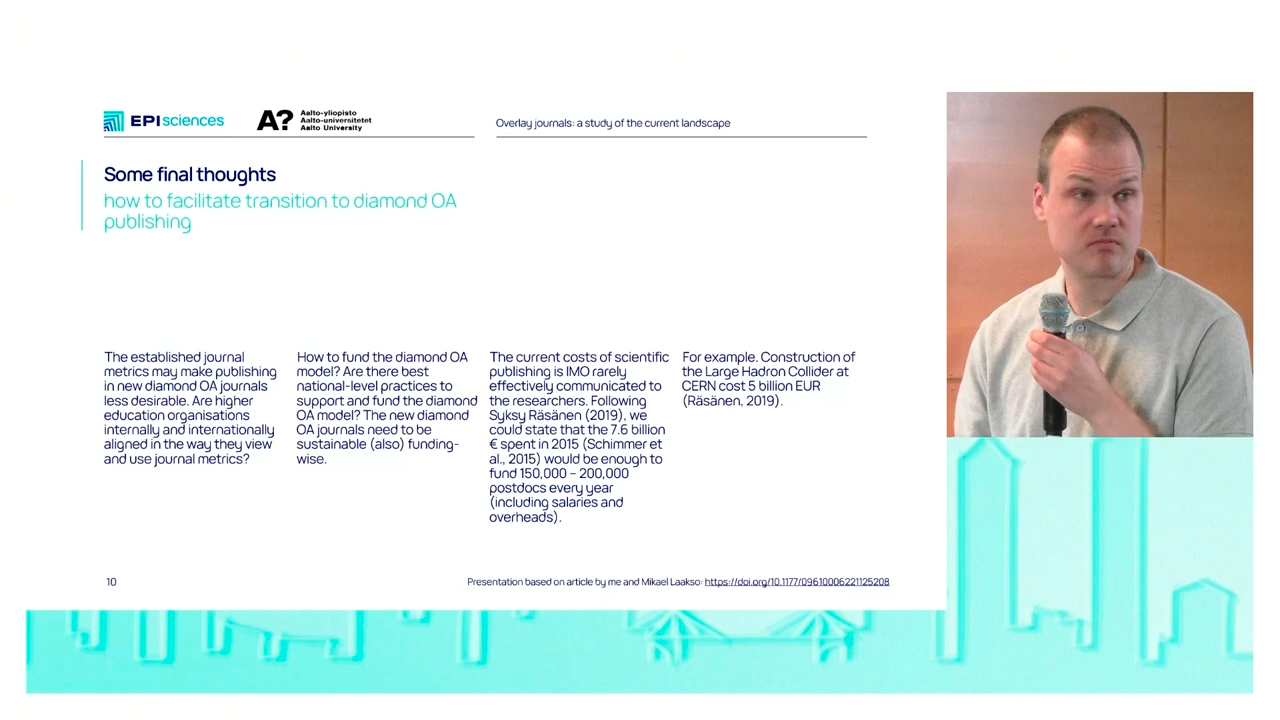 EPIsciences
A?
Aalto-yliopisto
Aalto-universitetet
Aalto University
Overlay journals: a study of the current landscape
Some final thoughts
how to facilitate transition to diamond OA
publishing
The established journal
metrics may make publishing
in new diamond OA journals
less desirable. Are higher
education organisations
internally and internationally
aligned in the way they view
and use journal metrics?
How to fund the diamond OA
model? Are there best
national-level practices to
support and fund the diamond
OA model? The new diamond
OA journals need to be
sustainable (also) funding-
wise.
The current costs of scientific
publishing is IMO rarely
effectively communicated to
the researchers. Following
Syksy Räsänen (2019), we
could state that the 7.6 billion
€ spent in 2015 (Schimmer et
al., 2015) would be enough to
fund 150,000 – 200,000
postdocs every year
(including salaries and
overheads).
For example. Construction of
the Large Hadron Collider at
CERN cost 5 billion EUR
(Räsänen, 2019).
10
Presentation based on article by me and Mikael Laakso: https://doi.org/10.1177/09610006221125208